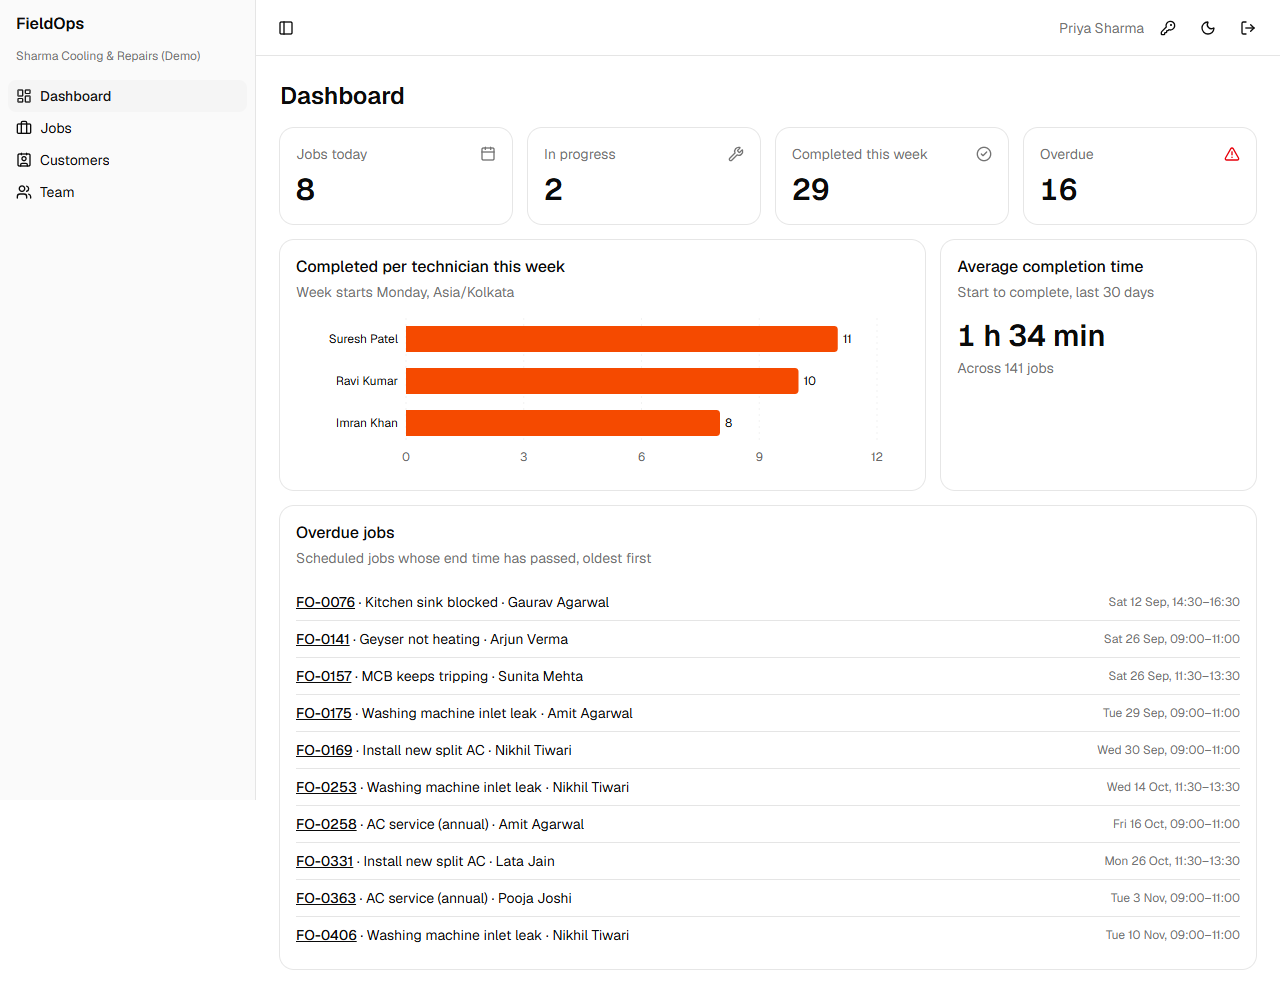 FieldOps
Sharma Cooling & Repairs (Demo)
Dashboard
Jobs
Customers
Team
Priya Sharma
Dashboard
Jobs today
8
In progress
2
Completed this week
29
Overdue
16
Completed per technician this week
Week starts Monday, Asia/Kolkata
Suresh Patel 11
Ravi Kumar 10
Imran Khan 8
0 3 6 9 12
Average completion time
Start to complete, last 30 days
1 h 34 min
Across 141 jobs
Overdue jobs
Scheduled jobs whose end time has passed, oldest first
FO-0076 · Kitchen sink blocked · Gaurav Agarwal Sat 12 Sep, 14:30–16:30
FO-0141 · Geyser not heating · Arjun Verma Sat 26 Sep, 09:00–11:00
FO-0157 · MCB keeps tripping · Sunita Mehta Sat 26 Sep, 11:30–13:30
FO-0175 · Washing machine inlet leak · Amit Agarwal Tue 29 Sep, 09:00–11:00
FO-0169 · Install new split AC · Nikhil Tiwari Wed 30 Sep, 09:00–11:00
FO-0253 · Washing machine inlet leak · Nikhil Tiwari Wed 14 Oct, 11:30–13:30
FO-0258 · AC service (annual) · Amit Agarwal Fri 16 Oct, 09:00–11:00
FO-0331 · Install new split AC · Lata Jain Mon 26 Oct, 11:30–13:30
FO-0363 · AC service (annual) · Pooja Joshi Tue 3 Nov, 09:00–11:00
FO-0406 · Washing machine inlet leak · Nikhil Tiwari Tue 10 Nov, 09:00–11:00